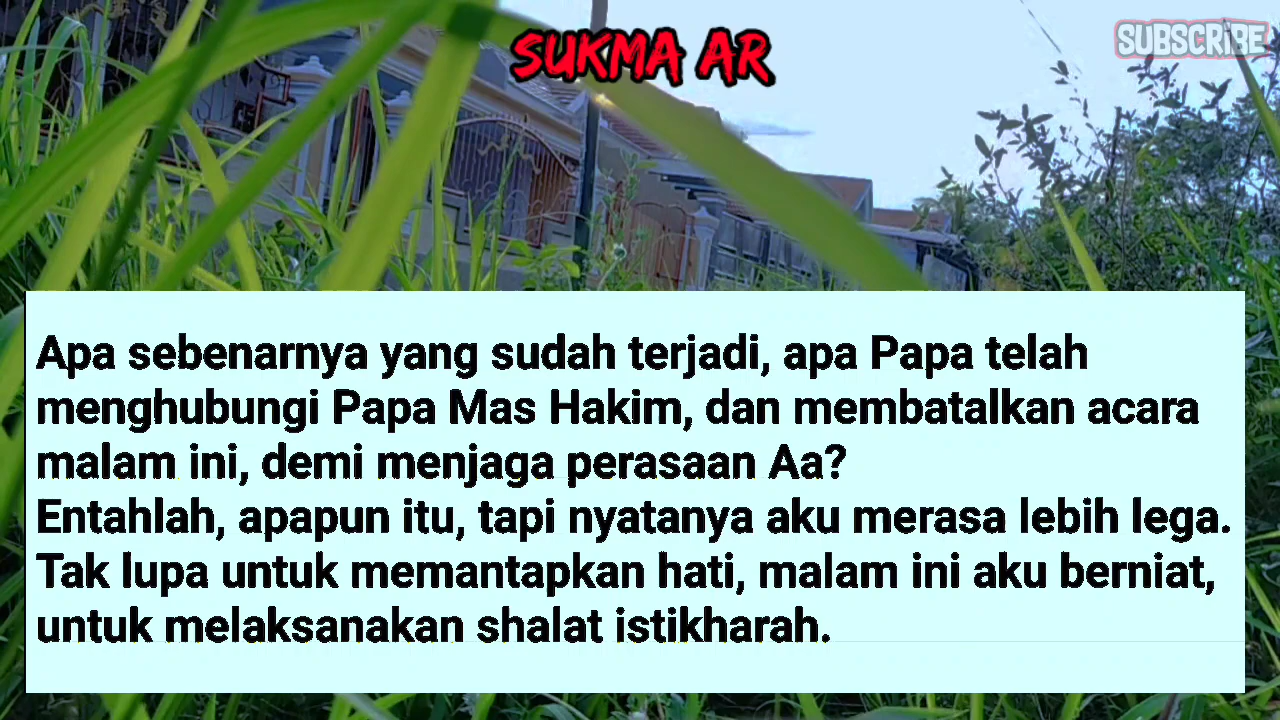 SUKMA AR
SUBSCRIBE
Apa sebenarnya yang sudah terjadi, apa Papa telah
menghubungi Papa Mas Hakim, dan membatalkan acara
malam ini, demi menjaga perasaan Aa?
Entahlah, apapun itu, tapi nyatanya aku merasa lebih lega.
Tak lupa untuk memantapkan hati, malam ini aku berniat,
untuk melaksanakan shalat istikharah.